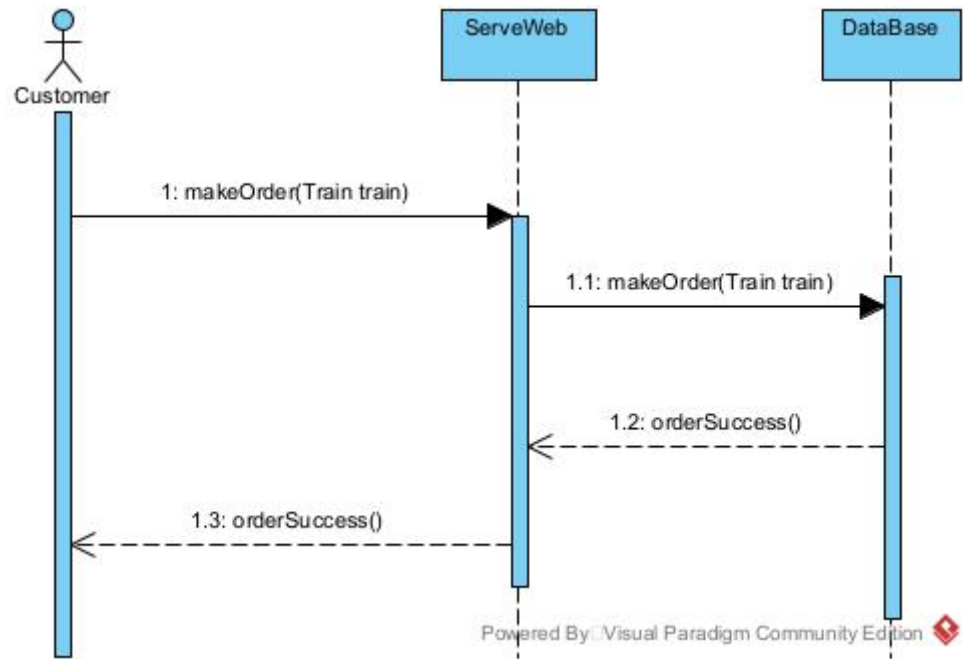 ServeWeb
DataBase
Customer
1: makeOrder(Train train)
1.1: makeOrder(Train train)
1.2: orderSuccess()
1.3: orderSuccess()
Powered By Visual Paradigm Community Edition